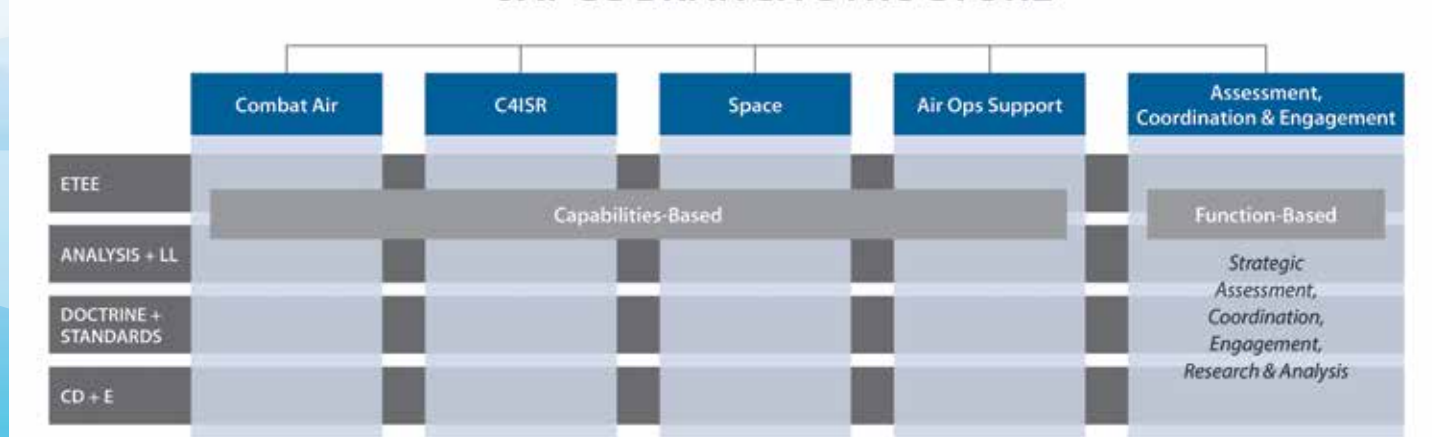 Combat Air
C4ISR
Space
Air Ops Support
Assessment,
Coordination & Engagement
ETEE
Capabilities-Based
Function-Based
ANALYSIS + LL
Strategic
Assessment,
Coordination,
Engagement,
Research & Analysis
DOCTRINE +
STANDARDS
CD + E